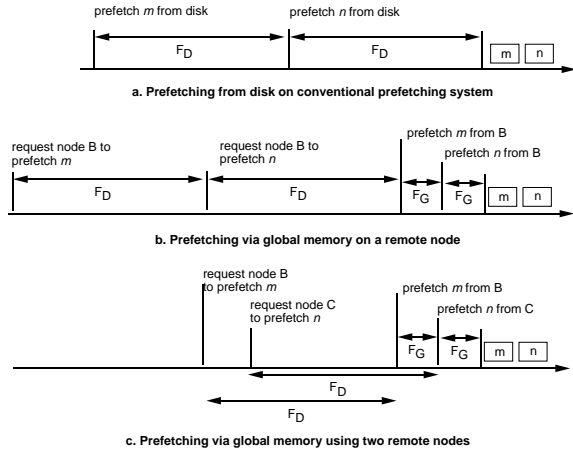 prefetch m from disk
prefetch n from disk
FD
FD
m
n
a. Prefetching from disk on conventional prefetching system
request node B to
prefetch m
request node B to
prefetch n
prefetch m from B
prefetch n from B
FD
FD
FG
FG
m
n
b. Prefetching via global memory on a remote node
request node B
to prefetch m
request node C
to prefetch n
prefetch m from B
prefetch n from C
FG
FG
m
n
FD
FD
c. Prefetching via global memory using two remote nodes